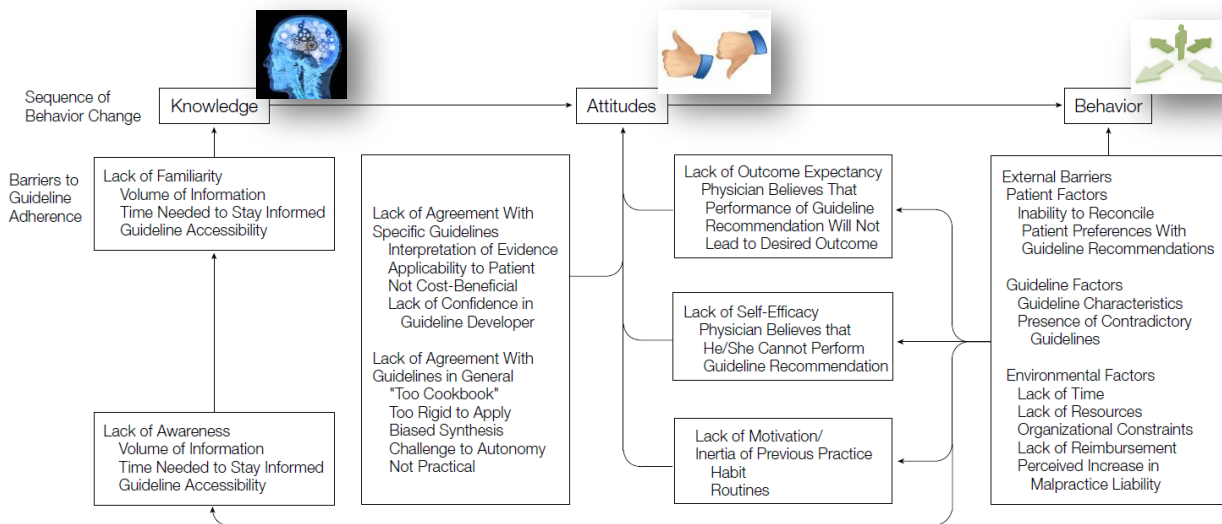 Sequence of
Behavior Change
Knowledge
Attitudes
Behavior
Barriers to
Guideline
Adherence
Lack of Familiarity
Volume of Information
Time Needed to Stay Informed
Guideline Accessibility
Lack of Awareness
Volume of Information
Time Needed to Stay Informed
Guideline Accessibility
Lack of Agreement With
Specific Guidelines
Interpretation of Evidence
Applicability to Patient
Not Cost-Beneficial
Lack of Confidence in
Guideline Developer
Lack of Agreement With
Guidelines in General
"Too Cookbook"
Too Rigid to Apply
Biased Synthesis
Challenge to Autonomy
Not Practical
Lack of Outcome Expectancy
Physician Believes That
Performance of Guideline
Recommendation Will Not
Lead to Desired Outcome
Lack of Self-Efficacy
Physician Believes that
He/She Cannot Perform
Guideline Recommendation
Lack of Motivation/
Inertia of Previous Practice
Habit
Routines
External Barriers
Patient Factors
Inability to Reconcile
Patient Preferences With
Guideline Recommendations
Guideline Factors
Guideline Characteristics
Presence of Contradictory
Guidelines
Environmental Factors
Lack of Time
Lack of Resources
Organizational Constraints
Lack of Reimbursement
Perceived Increase in
Malpractice Liability